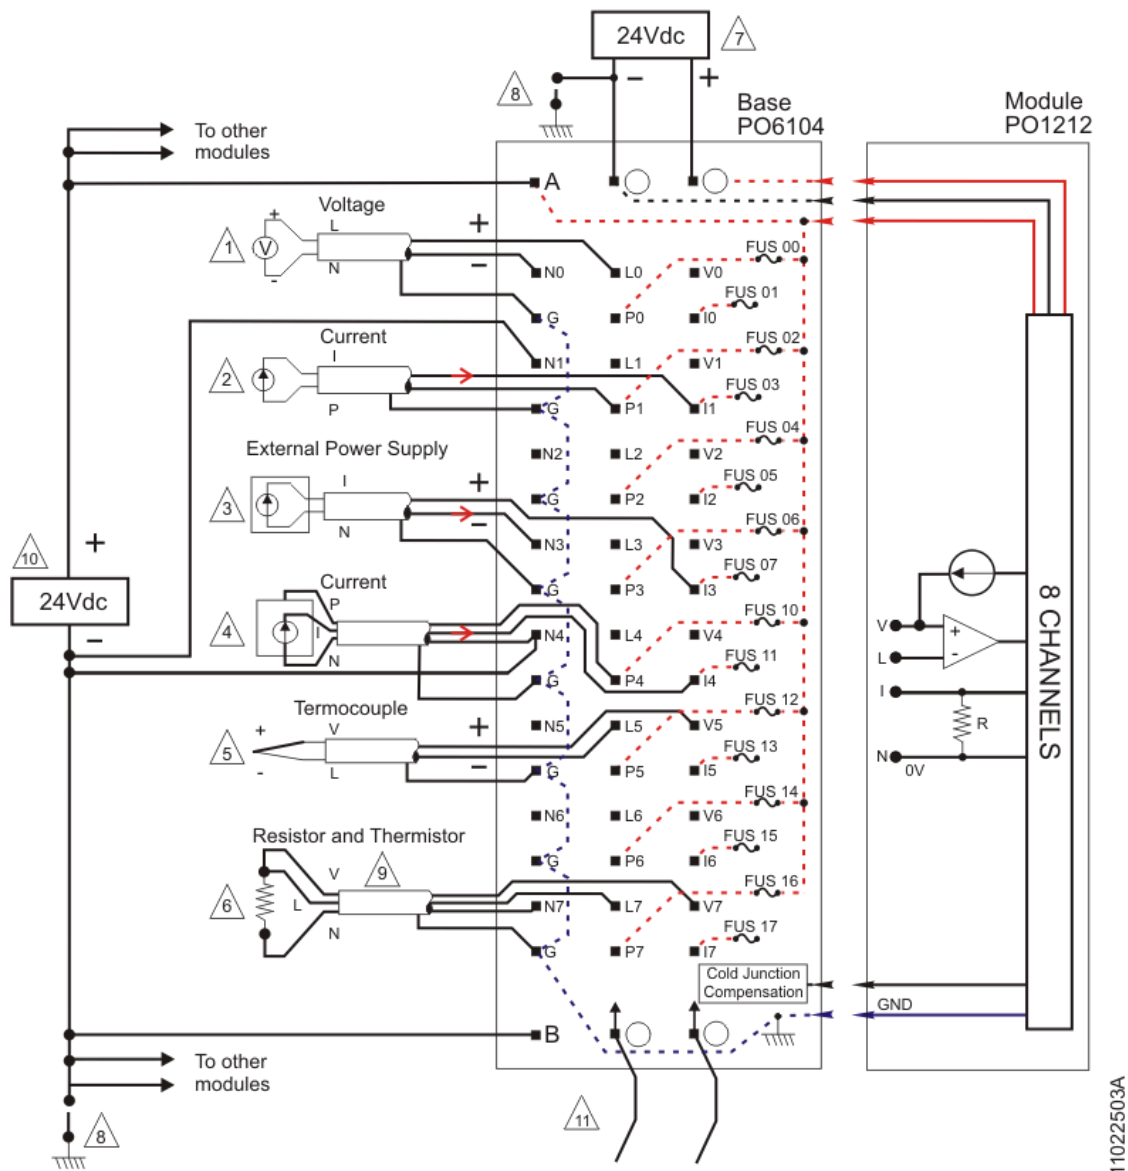 24Vdc
7
8
−
+
Base
PO6104
Module
PO1212
To other
modules
A
Voltage
1
+
V
-
L
N
+
−
N0
L0
V0
FUS 00
G
P0
I0
FUS 01
Current
2
I
P
N1
L1
V1
FUS 02
G
P1
I1
FUS 03
N2
L2
V2
FUS 04
G
P2
I2
FUS 05
External Power Supply
3
I
N
+
−
N3
L3
V3
FUS 06
G
P3
I3
FUS 07
10
+
24Vdc
−
Current
4
P
I
N
N4
L4
V4
FUS 10
G
P4
I4
FUS 11
Termocouple
5
+
-
V
L
+
−
N5
L5
V5
FUS 12
G
P5
I5
FUS 13
N6
L6
V6
FUS 14
G
P6
I6
FUS 15
Resistor and Thermistor
6
9
V
L
N
N7
L7
V7
FUS 16
G
P7
I7
FUS 17
V
+
L
-
I
R
N
0V
8 CHANNELS
Cold Junction
Compensation
GND
B
To other
modules
8
11
11022503A